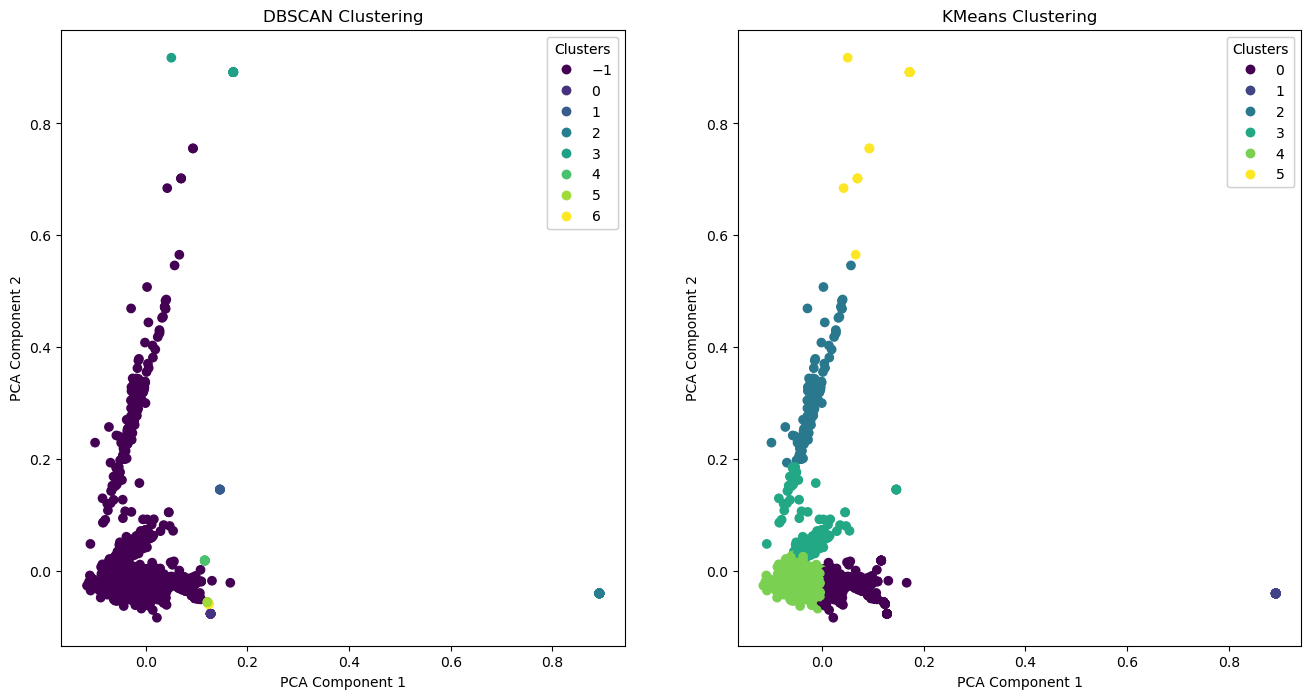 DBSCAN Clustering
Clusters
−1
0
1
2
3
4
5
6
0.8
0.6
0.4
0.2
0.0
PCA Component 2
0.0 0.2 0.4 0.6 0.8
PCA Component 1
KMeans Clustering
Clusters
0
1
2
3
4
5
0.8
0.6
0.4
0.2
0.0
PCA Component 2
0.0 0.2 0.4 0.6 0.8
PCA Component 1